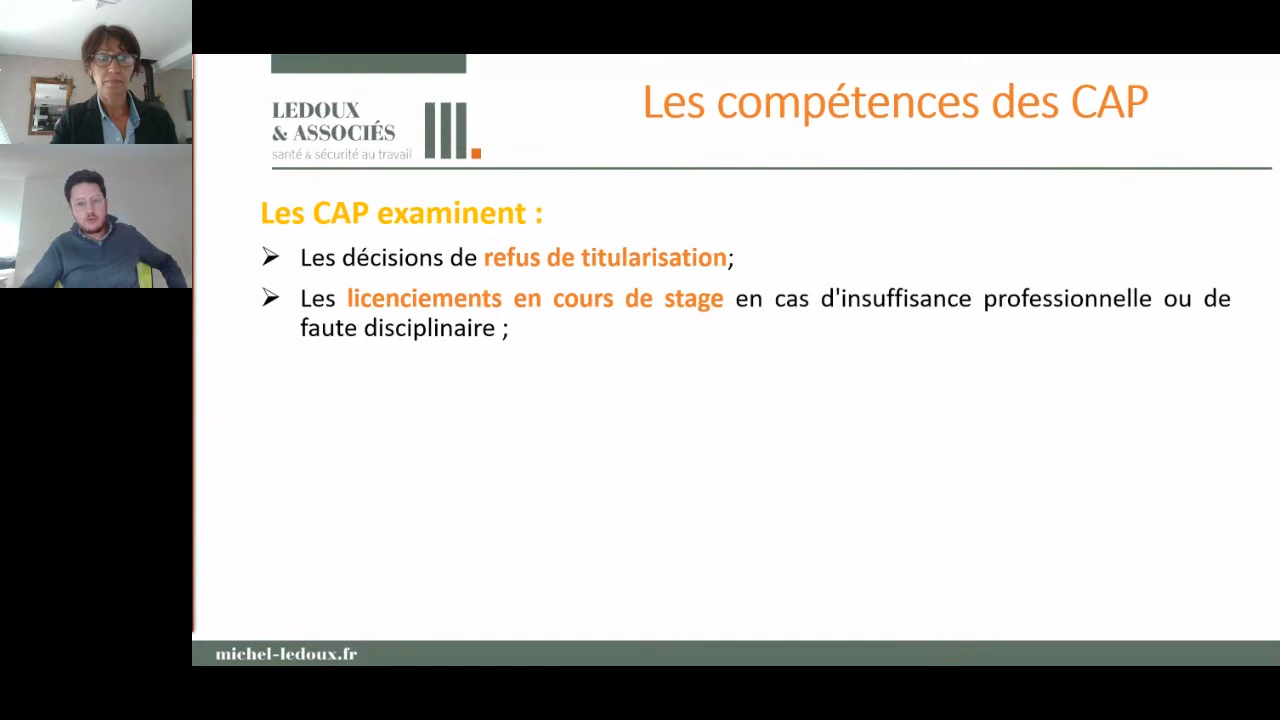 LEDOUX
& ASSOCIÉS
santé & sécurité au travail
Les compétences des CAP
Les CAP examinent :
Les décisions de refus de titularisation;
Les licenciements en cours de stage en cas d'insuffisance professionnelle ou de
faute disciplinaire ;
michel-ledoux.fr